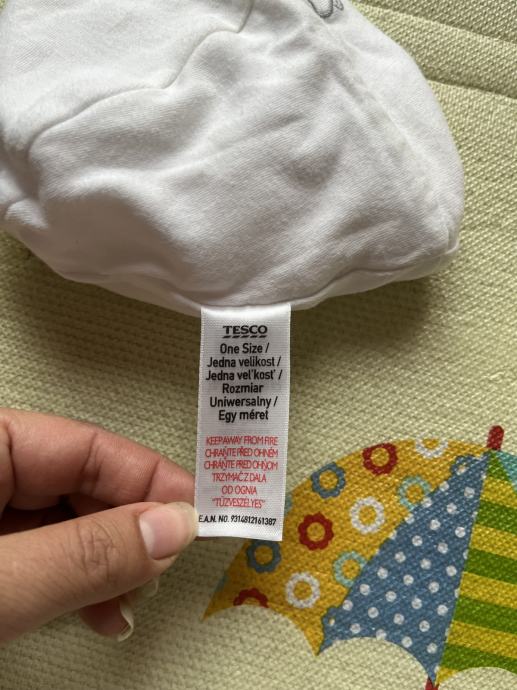 TESCO
One Size /
Jedna velikost /
Jedna veľkosť /
Rozmiar
Uniwersalny /
Egy méret
KEEP AWAY FROM FIRE
CHRAŇTE PŘED OHNĚM
CHRÁŇTE PRED OHŇOM
TRZYMAĆ Z DALA
OD OGNIA
"TŰZVESZÉLYES"
E.A.N. NO. 9314812161387